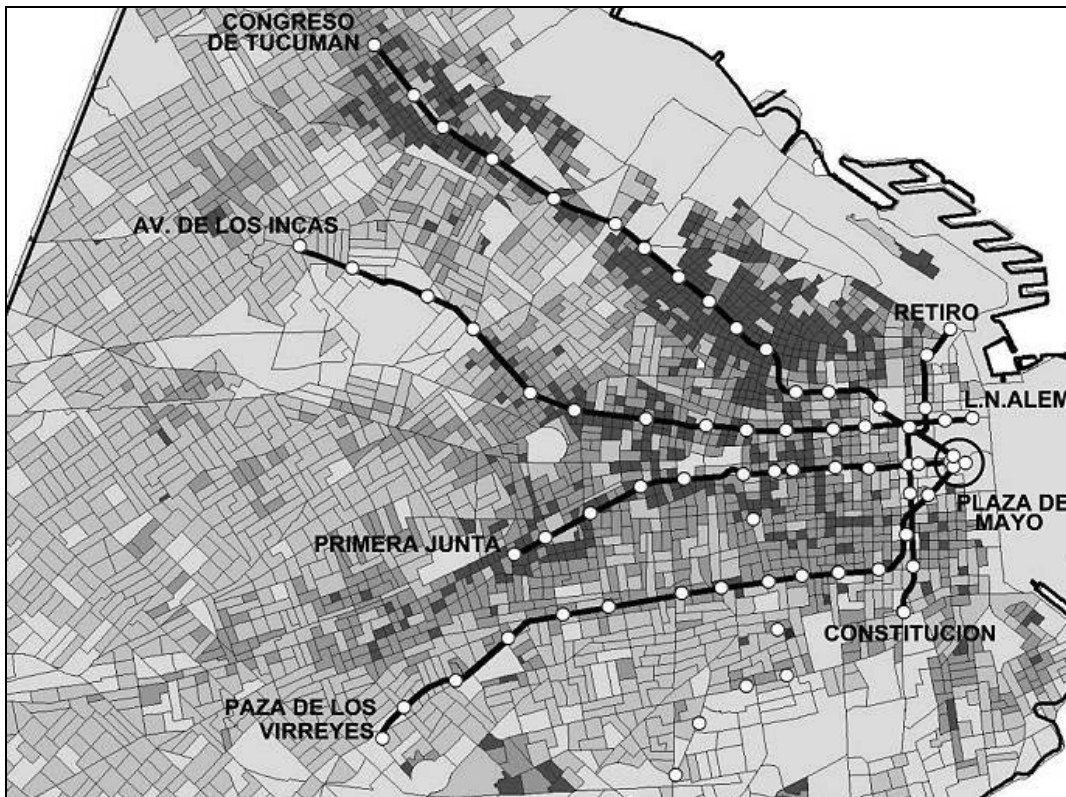 CONGRESO
DE TUCUMAN
AV. DE LOS INCAS
RETIRO
L.N.ALEM
PLAZA DE
MAYO
PRIMERA JUNTA
CONSTITUCION
PAZA DE LOS
VIRREYES